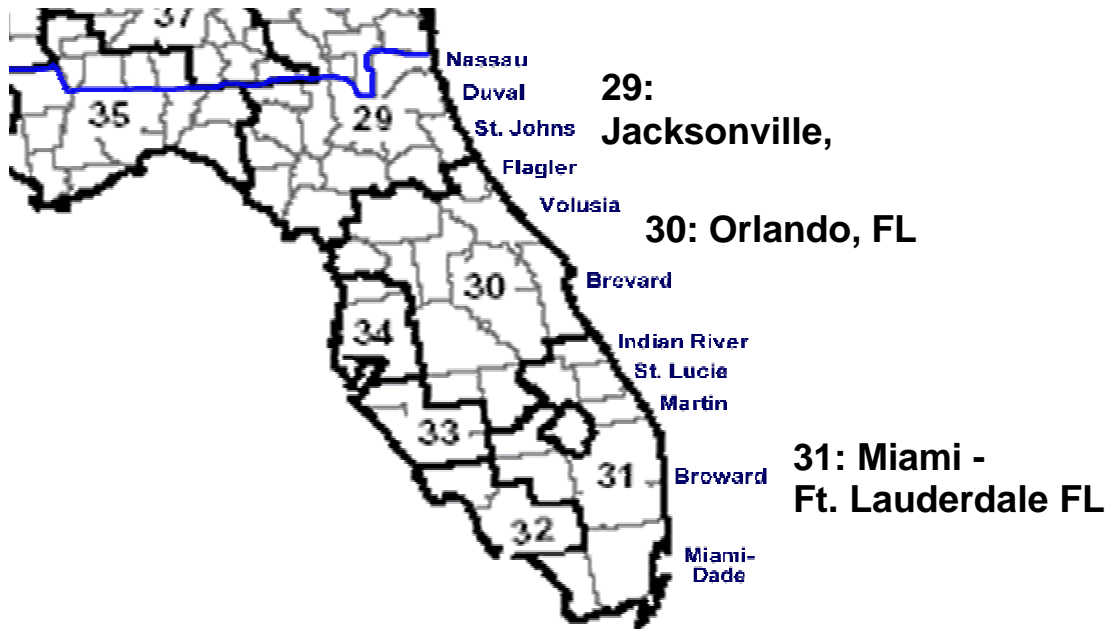 37
Nassau
Duval
29:
Jacksonville,
35
29
St. Johns
Flagler
Volusia
30: Orlando, FL
30
Brevard
34
Indian River
St. Lucie
Martin
33
31: Miami -
Ft. Lauderdale FL
31
Broward
32
Miami-
Dade